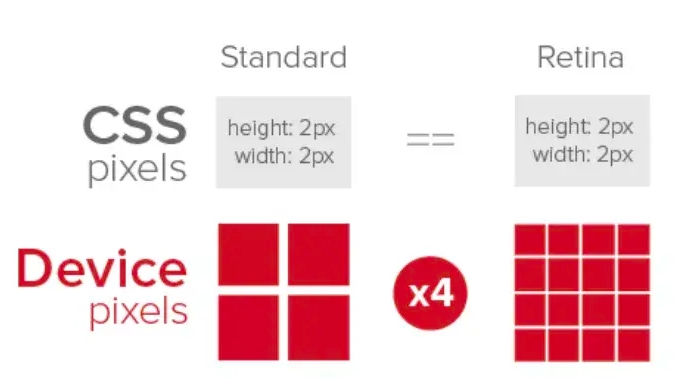 Standard
Retina
CSS
pixels
height: 2px
width: 2px
==
height: 2px
width: 2px
Device
pixels
x4